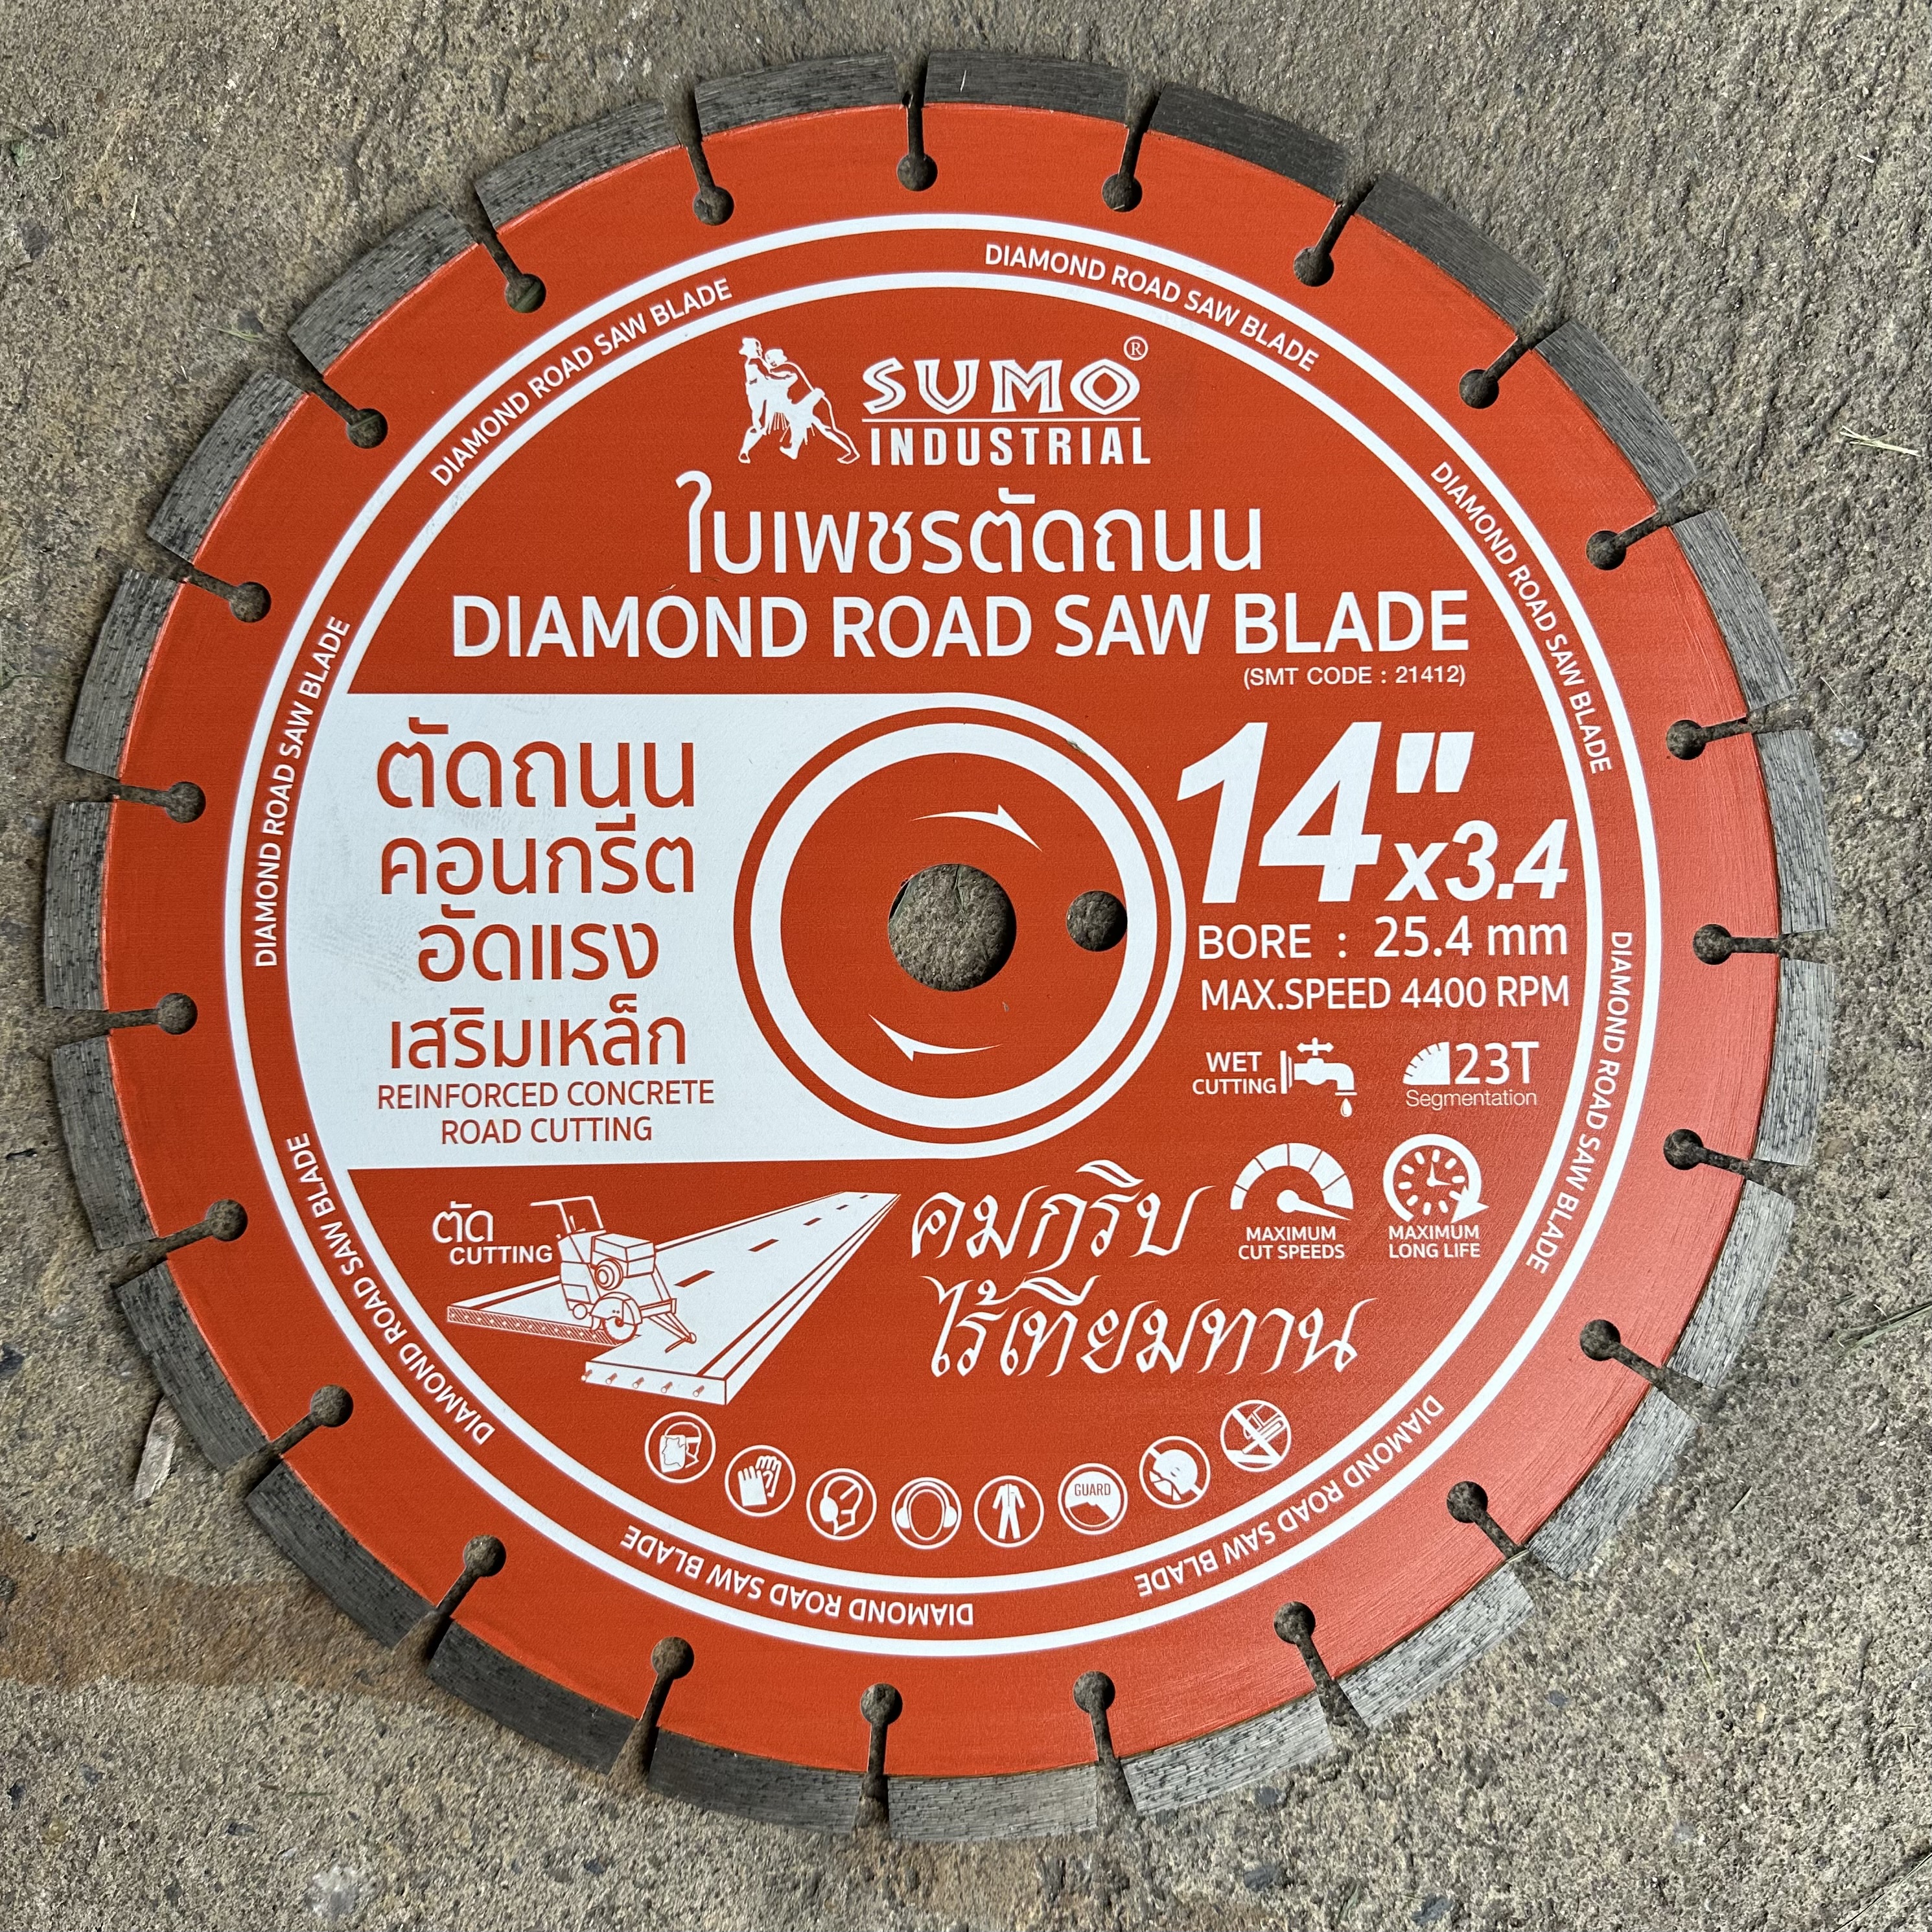 SUMO®
INDUSTRIAL
ใบเพชรตัดถนน
DIAMOND ROAD SAW BLADE
(SMT CODE : 21412)
ตัดถนน
คอนกรีต
อัดแรง
เสริมเหล็ก
REINFORCED CONCRETE
ROAD CUTTING
14"x3.4
BORE : 25.4 mm
MAX.SPEED 4400 RPM
WET
CUTTING
23T
Segmentation
MAXIMUM
CUT SPEEDS
MAXIMUM
LONG LIFE
ตัด
CUTTING
คมกริบ
ไร้เทียมทาน
GUARD
DIAMOND ROAD SAW BLADE
DIAMOND ROAD SAW BLADE
DIAMOND ROAD SAW BLADE
DIAMOND ROAD SAW BLADE
DIAMOND ROAD SAW BLADE
DIAMOND ROAD SAW BLADE
DIAMOND ROAD SAW BLADE
DIAMOND ROAD SAW BLADE